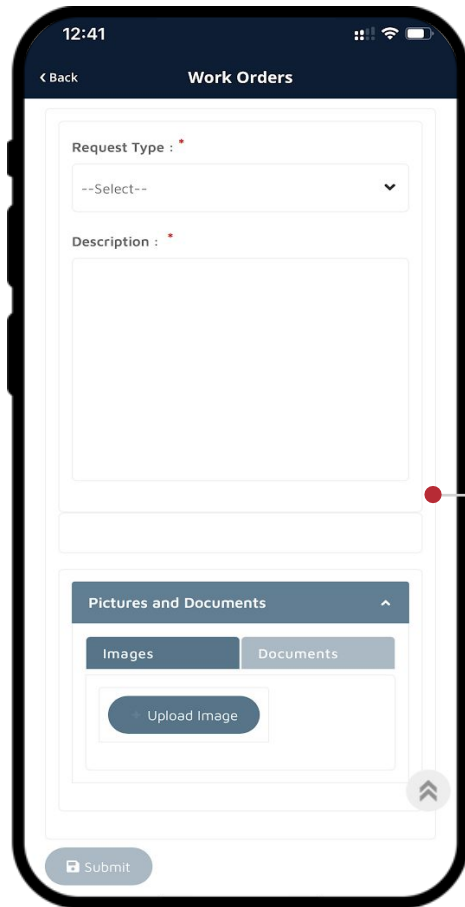 12:41
Back
Work Orders
Request Type : *
--Select--
Description : *
Pictures and Documents
Images
Documents
+ Upload Image
Submit